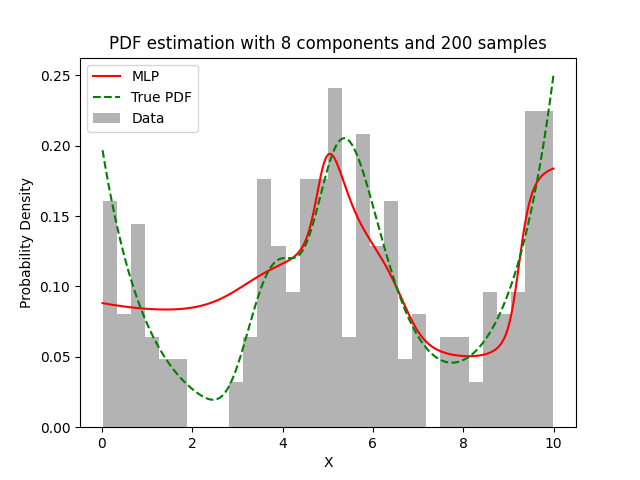 PDF estimation with 8 components and 200 samples
MLP
True PDF
Data
Probability Density
0.25
0.20
0.15
0.10
0.05
0.00
0 2 4 6 8 10
X